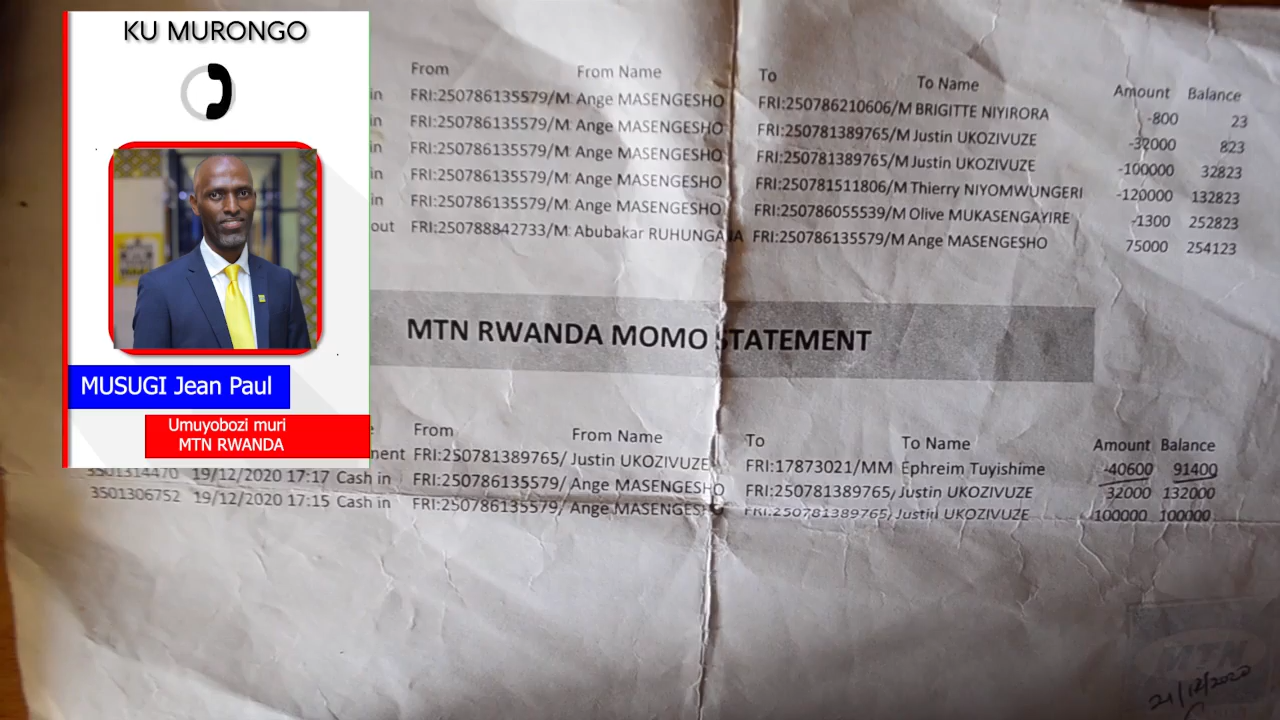 KU MURONGO
MUSUGI Jean Paul
Umuyobozi muri
MTN RWANDA
From From Name To To Name Amount Balance
in FRI:250786135579/M Ange MASENGESHO FRI:250786210606/M BRIGITTE NIYIRORA -800 23
in FRI:250786135579/M Ange MASENGESHO FRI:250781389765/M Justin UKOZIVUZE -32000 823
in FRI:250786135579/M Ange MASENGESHO FRI:250781389765/M Justin UKOZIVUZE -100000 32823
in FRI:250786135579/M Ange MASENGESHO FRI:250781511806/M Thierry NIYOMWUNGERI -120000 132823
in FRI:250786135579/M Ange MASENGESHO FRI:250786055539/M Olive MUKASENGAYIRE -1300 252823
out FRI:250788842733/M Abubakar RUHUNGANA FRI:250786135579/M Ange MASENGESHO 75000 254123
MTN RWANDA MOMO STATEMENT
From From Name To To Name Amount Balance
nent FRI:250781389765/ Justin UKOZIVUZE FRI:17873021/MM Ephreim Tuyishime -40600 91400
3501314470 19/12/2020 17:17 Cash in FRI:250786135579/ Ange MASENGESHO FRI:250781389765/ Justin UKOZIVUZE 32000 132000
3501306752 19/12/2020 17:15 Cash in FRI:250786135579/ Ange MASENGESHO FRI:250781389765/ Justin UKOZIVUZE 100000 100000
MTN
21/12/2020